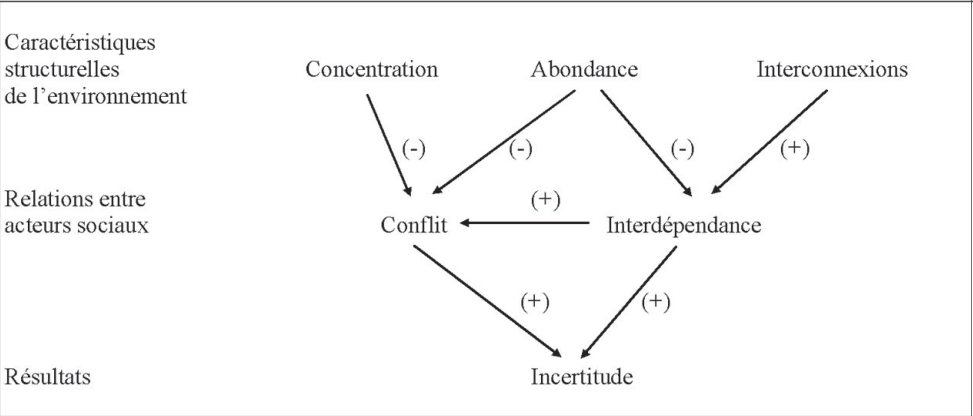 Caractéristiques
structurelles
de l’environnement
Concentration
Abondance
Interconnexions
(-)
(-)
(-)
(+)
Relations entre
acteurs sociaux
(+)
Conflit
Interdépendance
(+)
(+)
Résultats
Incertitude